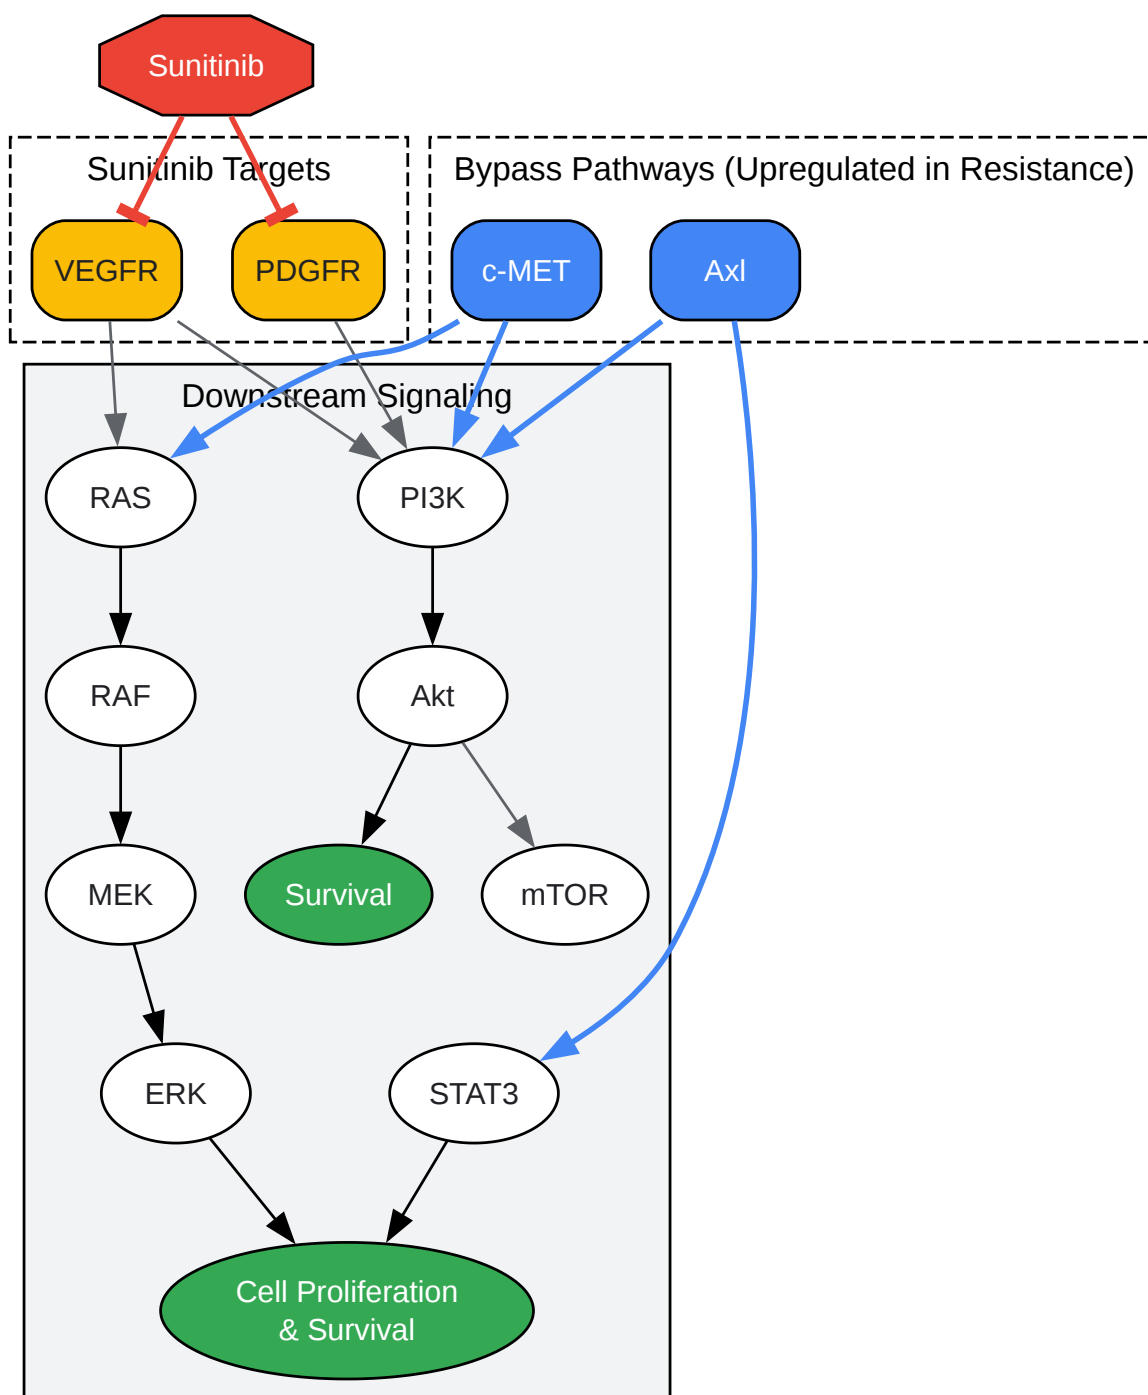 Sunitinib
Sunitinib Targets
Bypass Pathways (Upregulated in Resistance)
VEGFR
PDGFR
c-MET
Axl
Downstream Signaling
RAS
PI3K
RAF
Akt
MEK
Survival
mTOR
ERK
STAT3
Cell Proliferation
& Survival